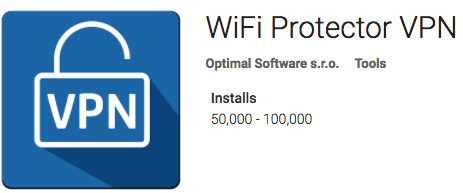 WiFi Protector VPN
Optimal Software s.r.o. Tools
VPN
Installs
50,000 - 100,000